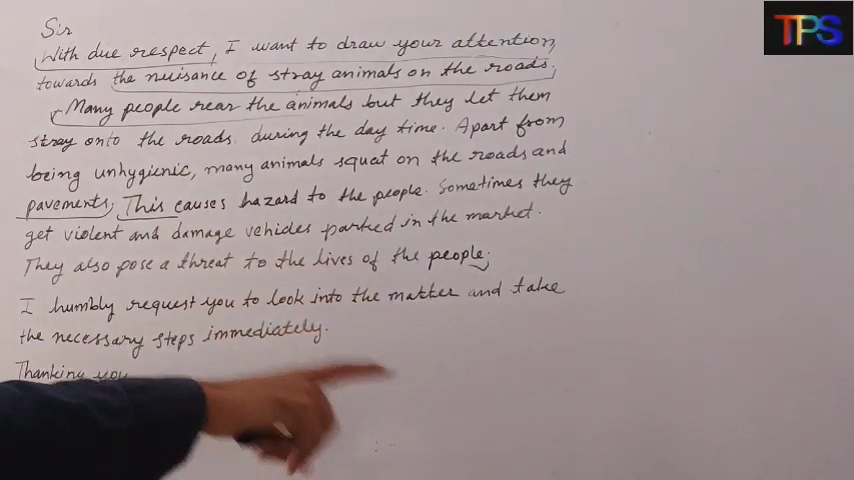 TPS
Sir
With due respect, I want to draw your attention,
towards the nuisance of stray animals on the roads.
Many people rear the animals but they let them
stray onto the roads during the day time. Apart from
being unhygienic, many animals squat on the roads and
pavements. This causes hazard to the people. Sometimes they
get violent and damage vehicles parked in the market.
They also pose a threat to the lives of the people.
I humbly request you to look into the matter and take
the necessary steps immediately.
Thanking you